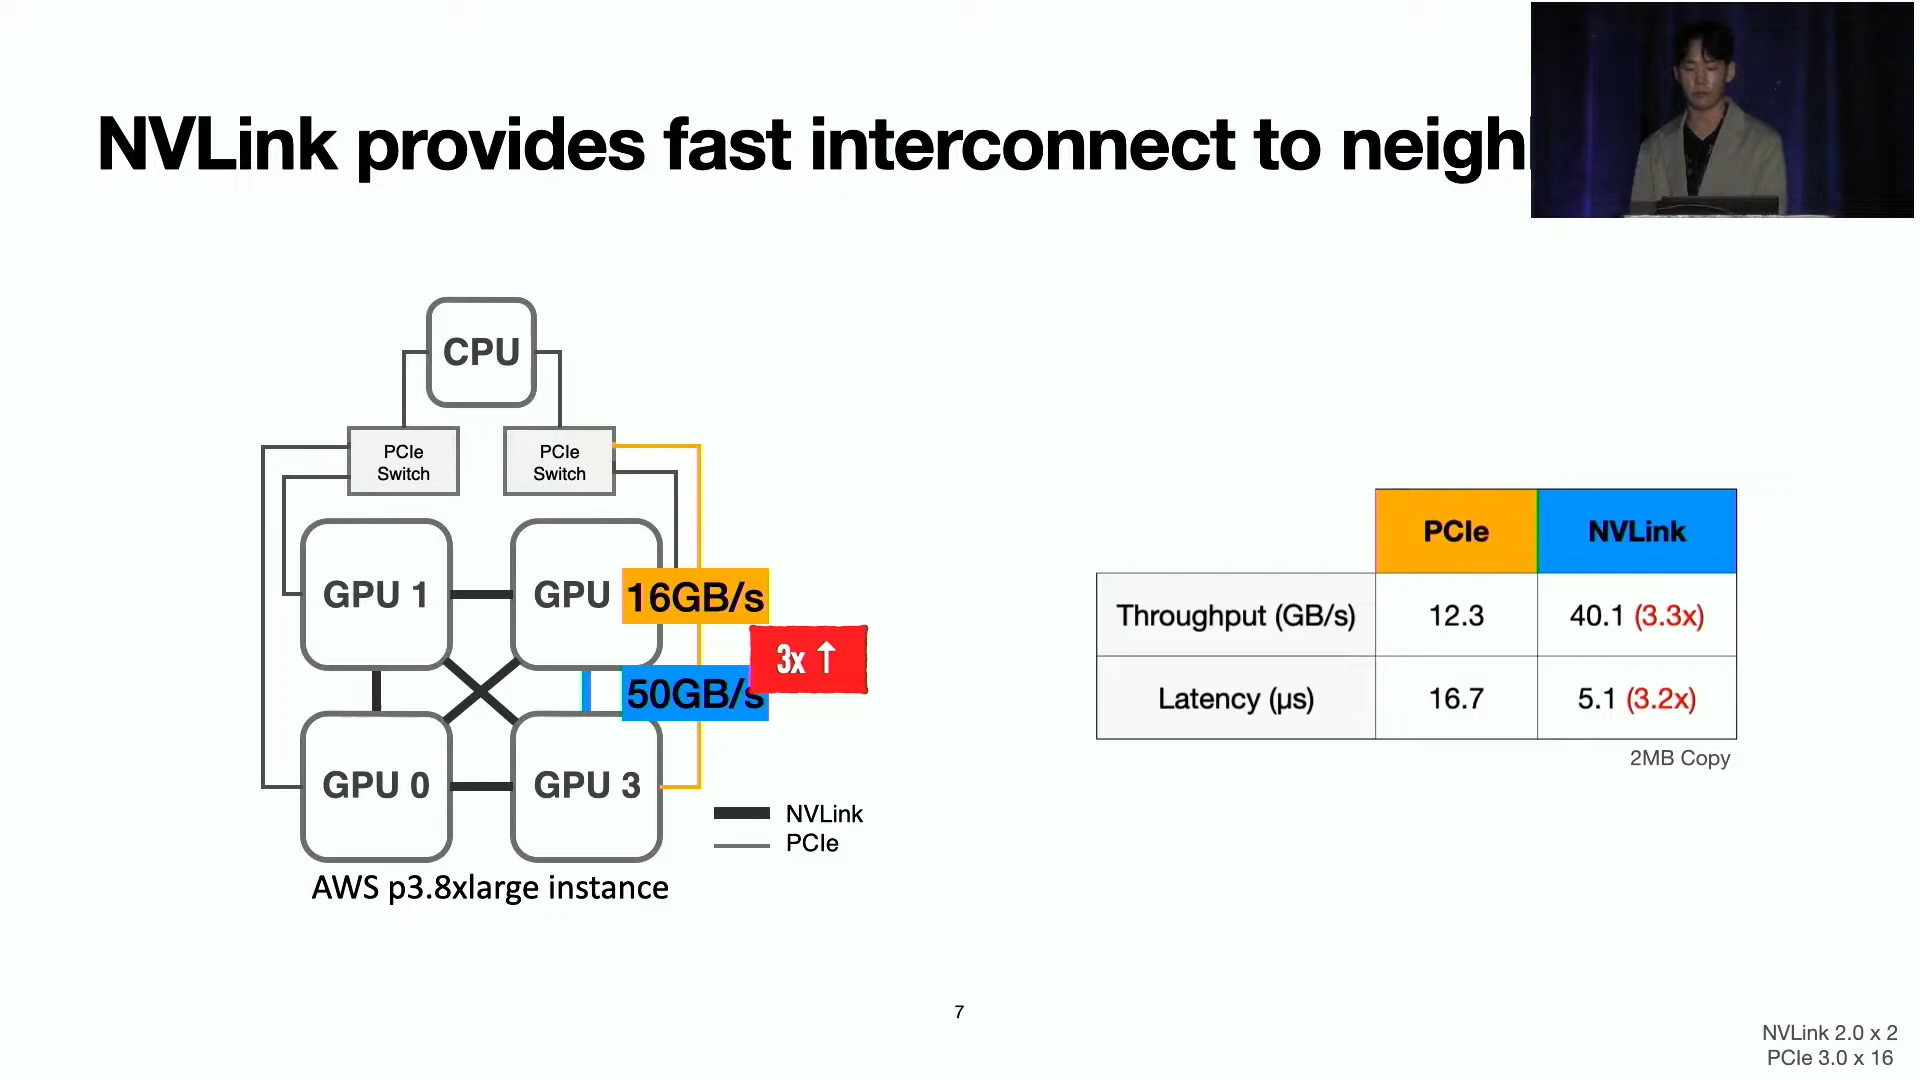 NVLink provides fast interconnect to neigh
CPU
PCIe
Switch
PCIe
Switch
GPU 1
GPU
16GB/s
3x ↑
50GB/s
GPU 0
GPU 3
NVLink
PCIe
AWS p3.8xlarge instance
PCIe NVLink
Throughput (GB/s) 12.3 40.1 (3.3x)
Latency (µs) 16.7 5.1 (3.2x)
2MB Copy
7
NVLink 2.0 x 2
PCIe 3.0 x 16